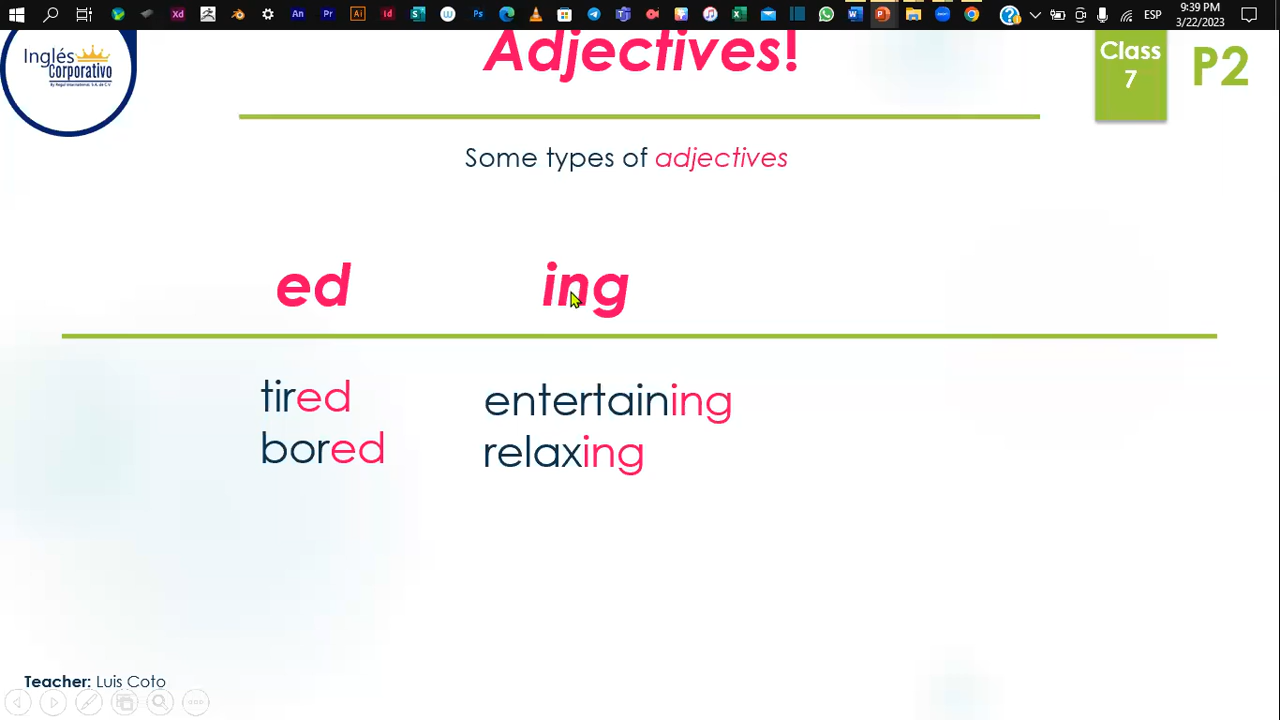 ESP
9:39 PM
3/22/2023
Inglés
Corporativo
Adjectives!
Class
7
P2
Some types of adjectives
ed
ing
tired
entertaining
bored
relaxing
Teacher: Luis Coto